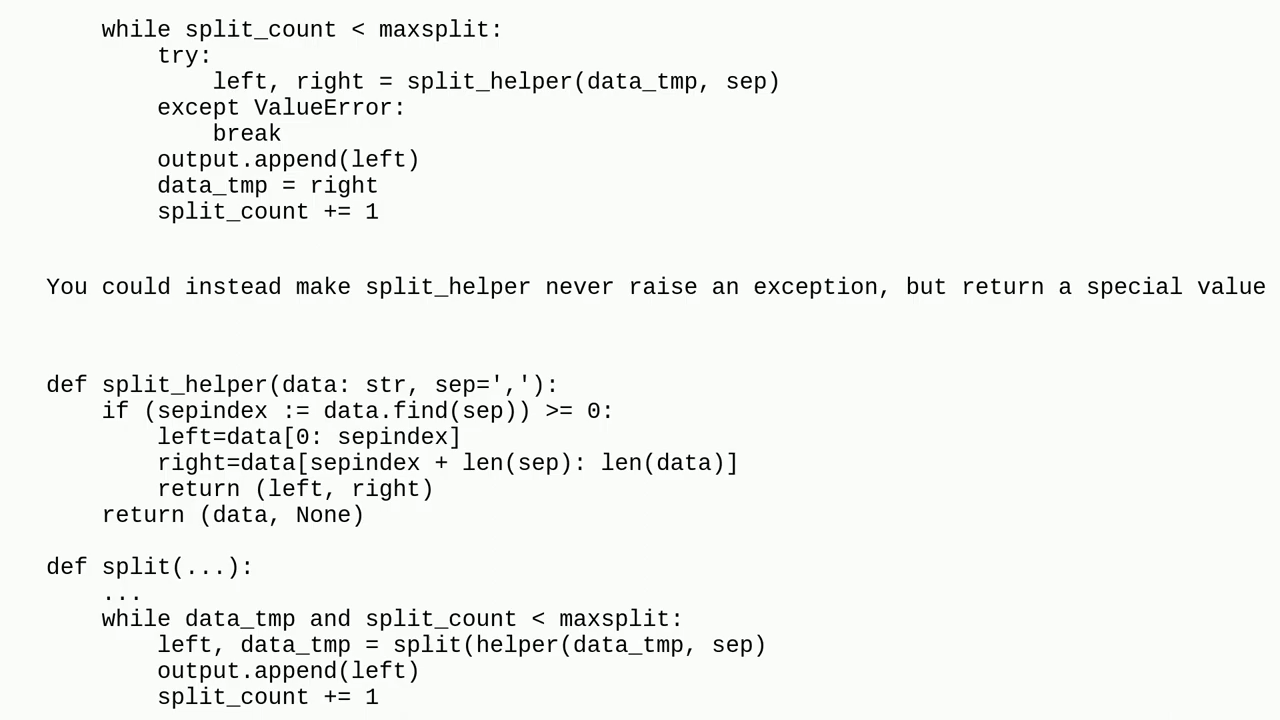 while split_count < maxsplit:
try:
left, right = split_helper(data_tmp, sep)
except ValueError:
break
output.append(left)
data_tmp = right
split_count += 1
You could instead make split_helper never raise an exception, but return a special value
def split_helper(data: str, sep=','):
if (sepindex := data.find(sep)) >= 0:
left=data[0: sepindex]
right=data[sepindex + len(sep): len(data)]
return (left, right)
return (data, None)
def split(...):
...
while data_tmp and split_count < maxsplit:
left, data_tmp = split(helper(data_tmp, sep)
output.append(left)
split_count += 1